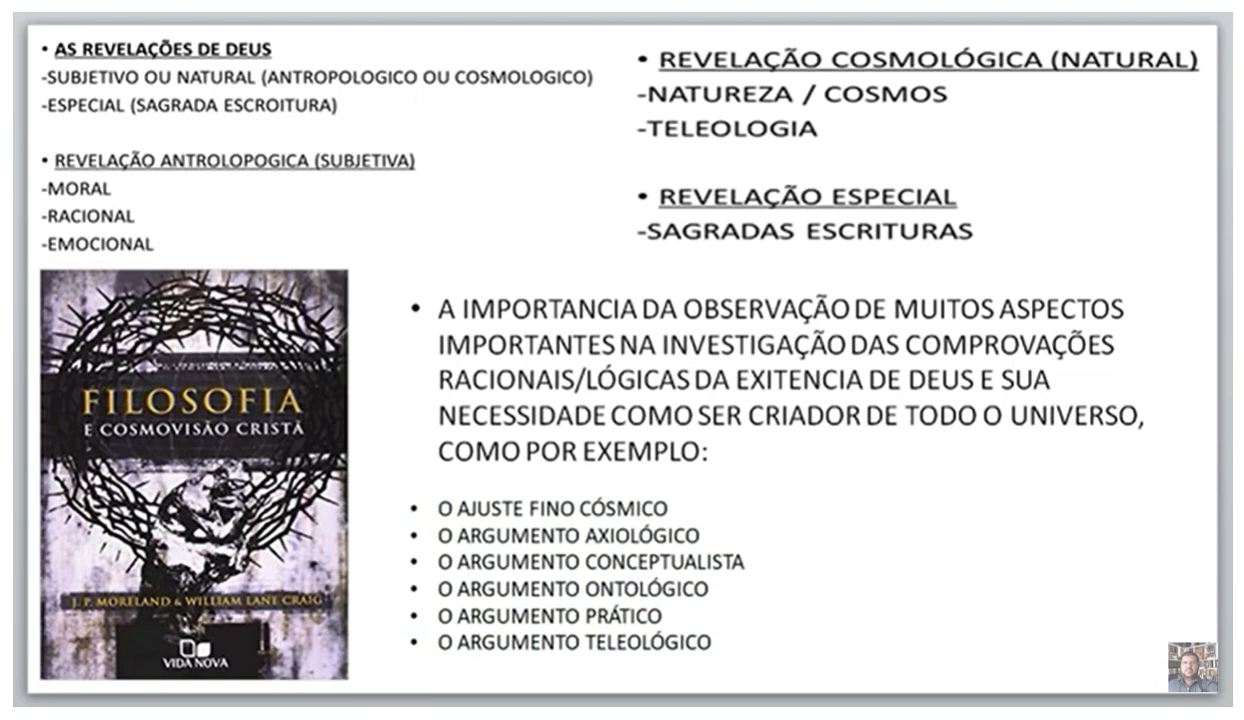 • AS REVELAÇÕES DE DEUS
-SUBJETIVO OU NATURAL (ANTROPOLOGICO OU COSMOLOGICO)
-ESPECIAL (SAGRADA ESCROITURA)
• REVELAÇÃO ANTROLOPOGICA (SUBJETIVA)
-MORAL
-RACIONAL
-EMOCIONAL
• REVELAÇÃO COSMOLÓGICA (NATURAL)
-NATUREZA / COSMOS
-TELEOLOGIA
• REVELAÇÃO ESPECIAL
-SAGRADAS ESCRITURAS
FILOSOFIA
E COSMOVISÃO CRISTÃ
J. P. MORELAND & WILLIAM LANE CRAIG
VIDA NOVA
• A IMPORTANCIA DA OBSERVAÇÃO DE MUITOS ASPECTOS
IMPORTANTES NA INVESTIGAÇÃO DAS COMPROVAÇÕES
RACIONAIS/LÓGICAS DA EXITENCIA DE DEUS E SUA
NECESSIDADE COMO SER CRIADOR DE TODO O UNIVERSO,
COMO POR EXEMPLO:
• O AJUSTE FINO CÓSMICO
• O ARGUMENTO AXIOLÓGICO
• O ARGUMENTO CONCEPTUALISTA
• O ARGUMENTO ONTOLÓGICO
• O ARGUMENTO PRÁTICO
• O ARGUMENTO TELEOLÓGICO